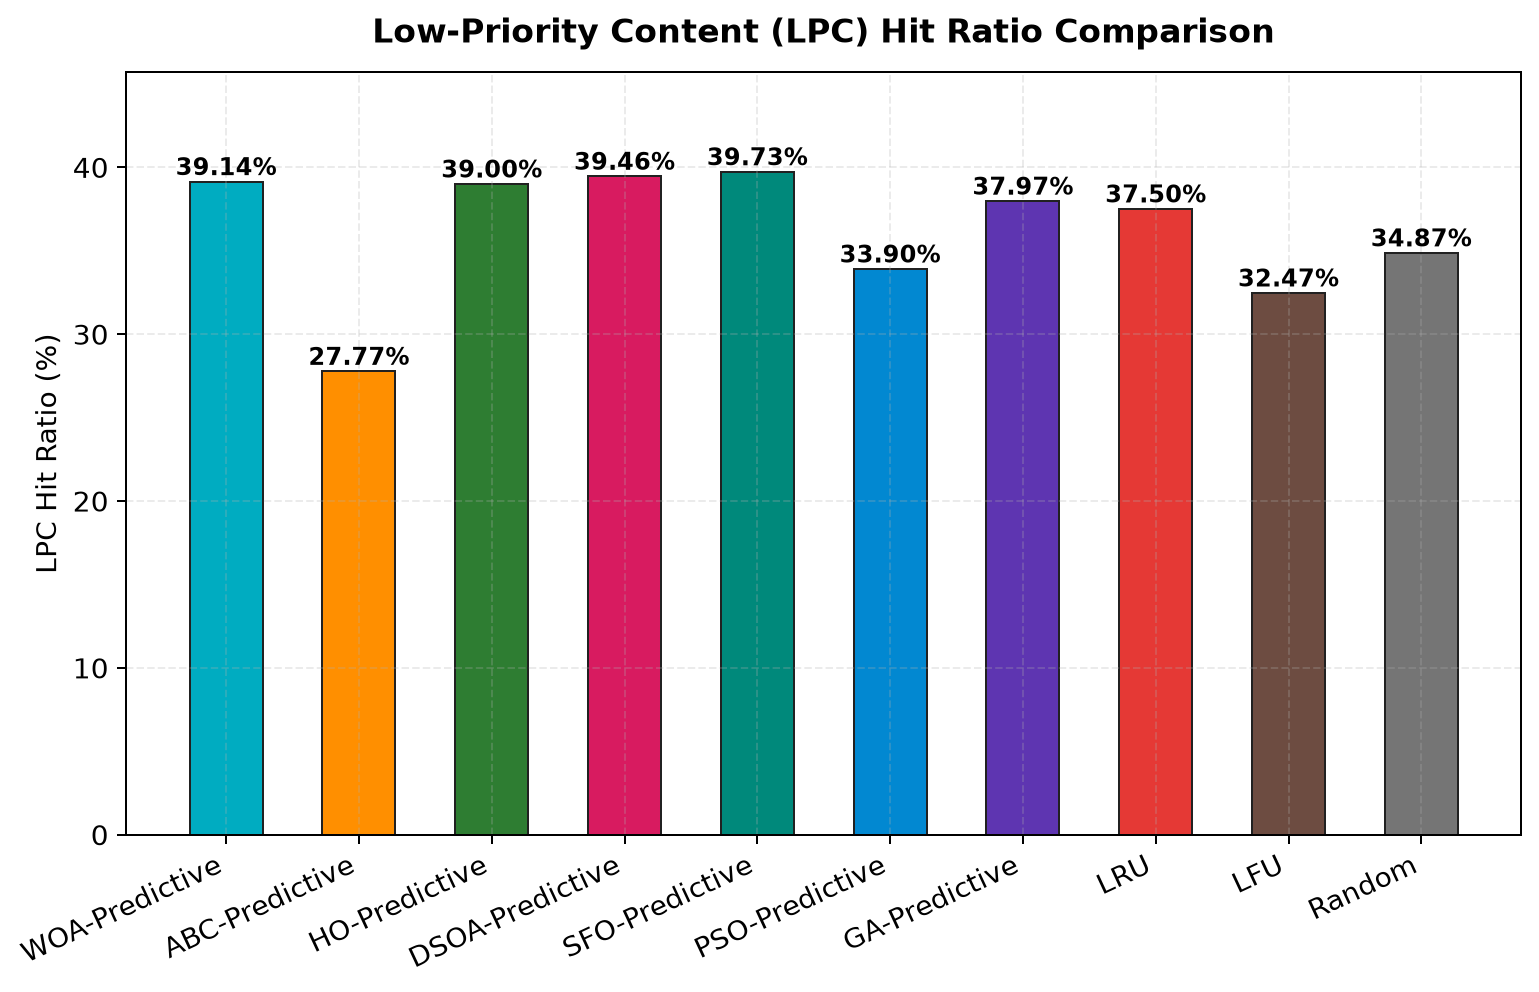 Low-Priority Content (LPC) Hit Ratio Comparison
LPC Hit Ratio (%)
40
30
20
10
0
39.14%
27.77%
39.00%
39.46%
39.73%
33.90%
37.97%
37.50%
32.47%
34.87%
WOA-Predictive
ABC-Predictive
HO-Predictive
DSOA-Predictive
SFO-Predictive
PSO-Predictive
GA-Predictive
LRU
LFU
Random